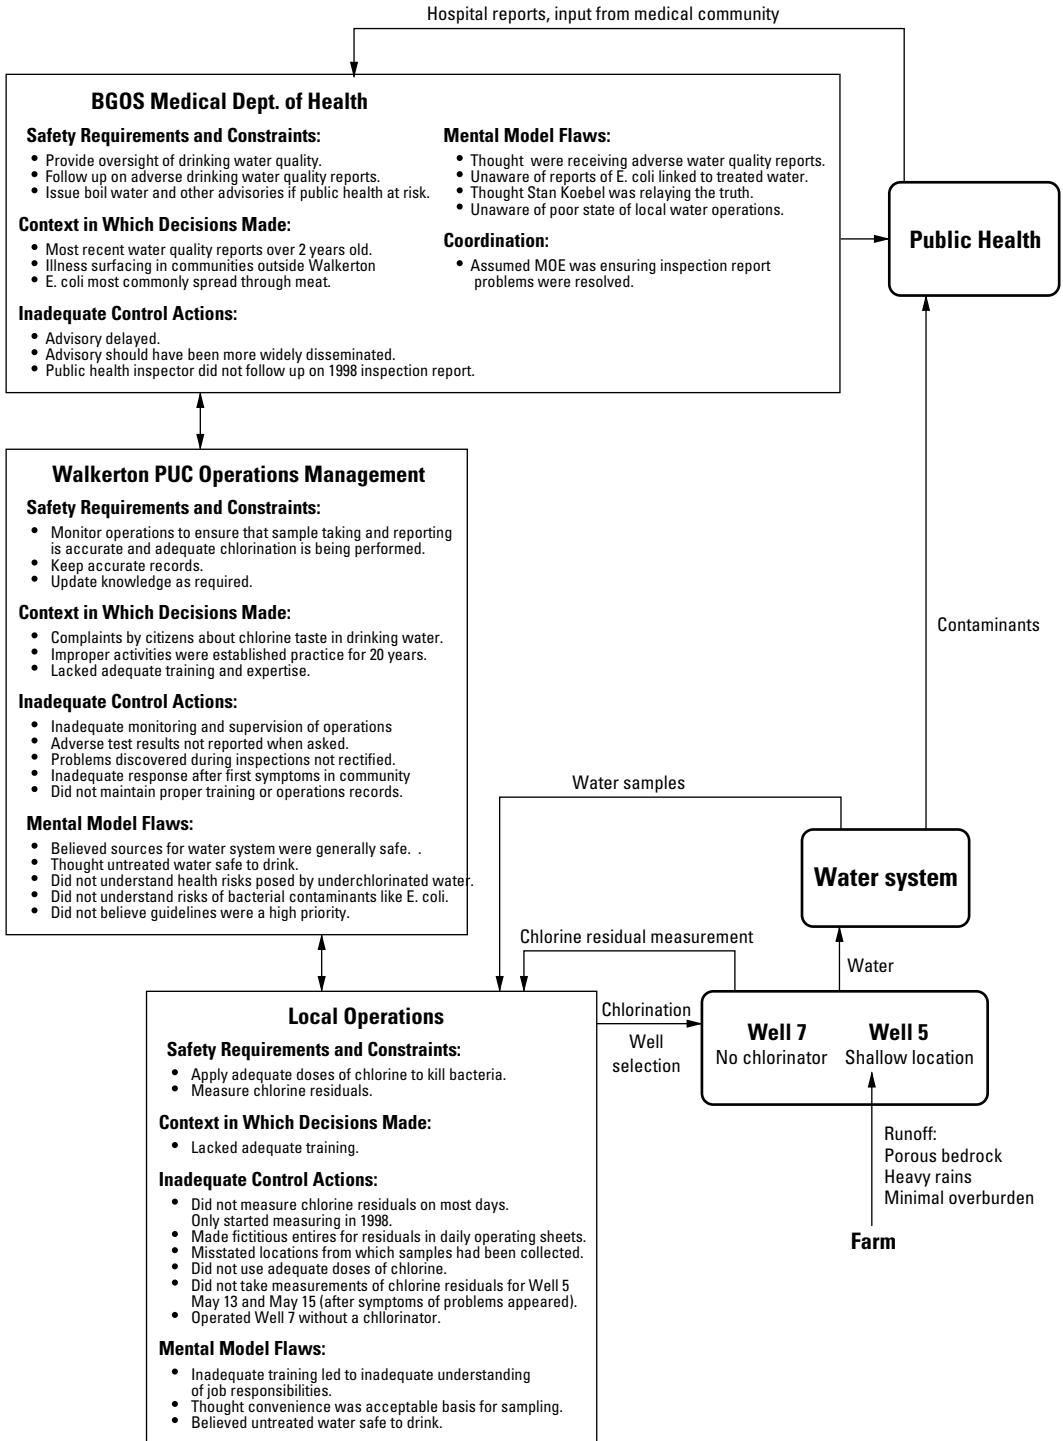 Hospital reports, input from medical community
BGOS Medical Dept. of Health
Safety Requirements and Constraints:
• Provide oversight of drinking water quality.
• Follow up on adverse drinking water quality reports.
• Issue boil water and other advisories if public health at risk.
Context in Which Decisions Made:
• Most recent water quality reports over 2 years old.
• Illness surfacing in communities outside Walkerton
• E. coli most commonly spread through meat.
Inadequate Control Actions:
• Advisory delayed.
• Advisory should have been more widely disseminated.
• Public health inspector did not follow up on 1998 inspection report.
Mental Model Flaws:
• Thought were receiving adverse water quality reports.
• Unaware of reports of E. coli linked to treated water.
• Thought Stan Koebel was relaying the truth.
• Unaware of poor state of local water operations.
Coordination:
• Assumed MOE was ensuring inspection report
problems were resolved.
Public Health
Walkerton PUC Operations Management
Safety Requirements and Constraints:
• Monitor operations to ensure that sample taking and reporting
is accurate and adequate chlorination is being performed.
• Keep accurate records.
• Update knowledge as required.
Context in Which Decisions Made:
• Complaints by citizens about chlorine taste in drinking water.
• Improper activities were established practice for 20 years.
• Lacked adequate training and expertise.
Inadequate Control Actions:
• Inadequate monitoring and supervision of operations
• Adverse test results not reported when asked.
• Problems discovered during inspections not rectified.
• Inadequate response after first symptoms in community
• Did not maintain proper training or operations records.
Mental Model Flaws:
• Believed sources for water system were generally safe. .
• Thought untreated water safe to drink.
• Did not understand health risks posed by underchlorinated water.
• Did not understand risks of bacterial contaminants like E. coli.
• Did not believe guidelines were a high priority.
Contaminants
Water samples
Water system
Chlorine residual measurement
Water
Local Operations
Safety Requirements and Constraints:
• Apply adequate doses of chlorine to kill bacteria.
• Measure chlorine residuals.
Context in Which Decisions Made:
• Lacked adequate training.
Inadequate Control Actions:
• Did not measure chlorine residuals on most days.
Only started measuring in 1998.
• Made fictitious entires for residuals in daily operating sheets.
• Misstated locations from which samples had been collected.
• Did not use adequate doses of chlorine.
• Did not take measurements of chlorine residuals for Well 5
May 13 and May 15 (after symptoms of problems appeared).
• Operated Well 7 without a chllorinator.
Mental Model Flaws:
• Inadequate training led to inadequate understanding
of job responsibilities.
• Thought convenience was acceptable basis for sampling.
• Believed untreated water safe to drink.
Chlorination
Well
selection
Well 7
No chlorinator
Well 5
Shallow location
Runoff:
Porous bedrock
Heavy rains
Minimal overburden
Farm